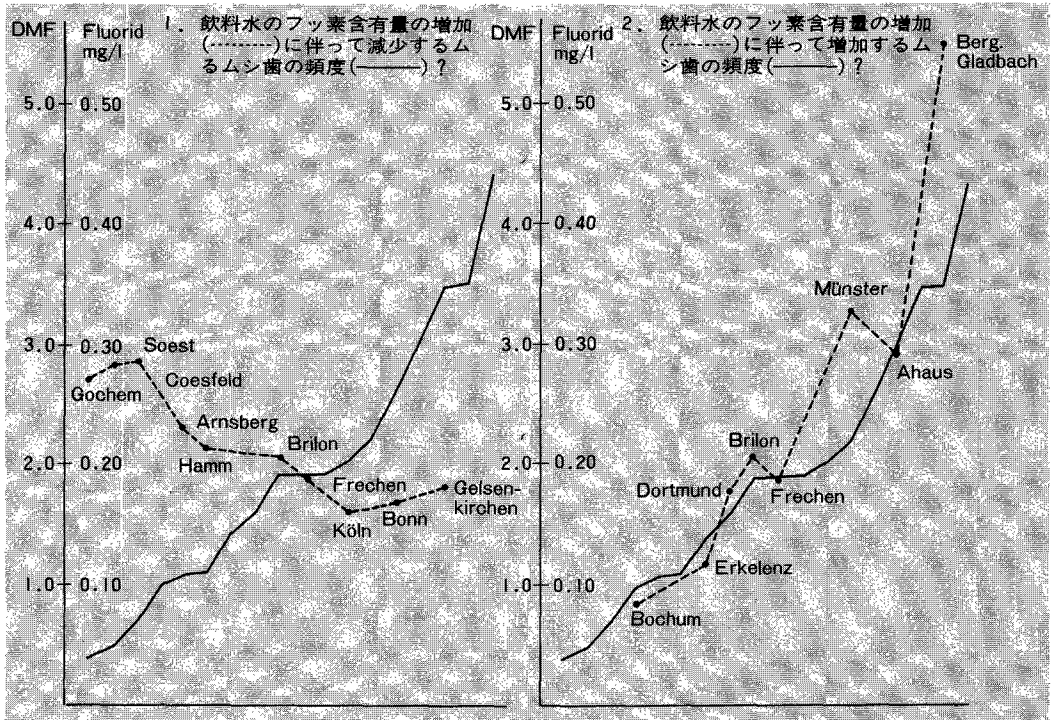 DMF
Fluorid
mg/l
1. 飲料水のフッ素含有量の増加
(---------)に伴って減少するム
るムシ歯の頻度(———)?
5.0
0.50
4.0
0.40
3.0
0.30
2.0
0.20
1.0
0.10
Soest
Gochem
Coesfeld
Arnsberg
Hamm
Brilon
Frechen
Köln
Bonn
Gelsen-
kirchen
DMF
Fluorid
mg/l
2. 飲料水のフッ素含有量の増加
(---------)に伴って増加するム
シ歯の頻度(———)?
5.0
0.50
4.0
0.40
3.0
0.30
2.0
0.20
1.0
0.10
Berg.
Gladbach
Münster
Ahaus
Brilon
Dortmund
Frechen
Erkelenz
Bochum